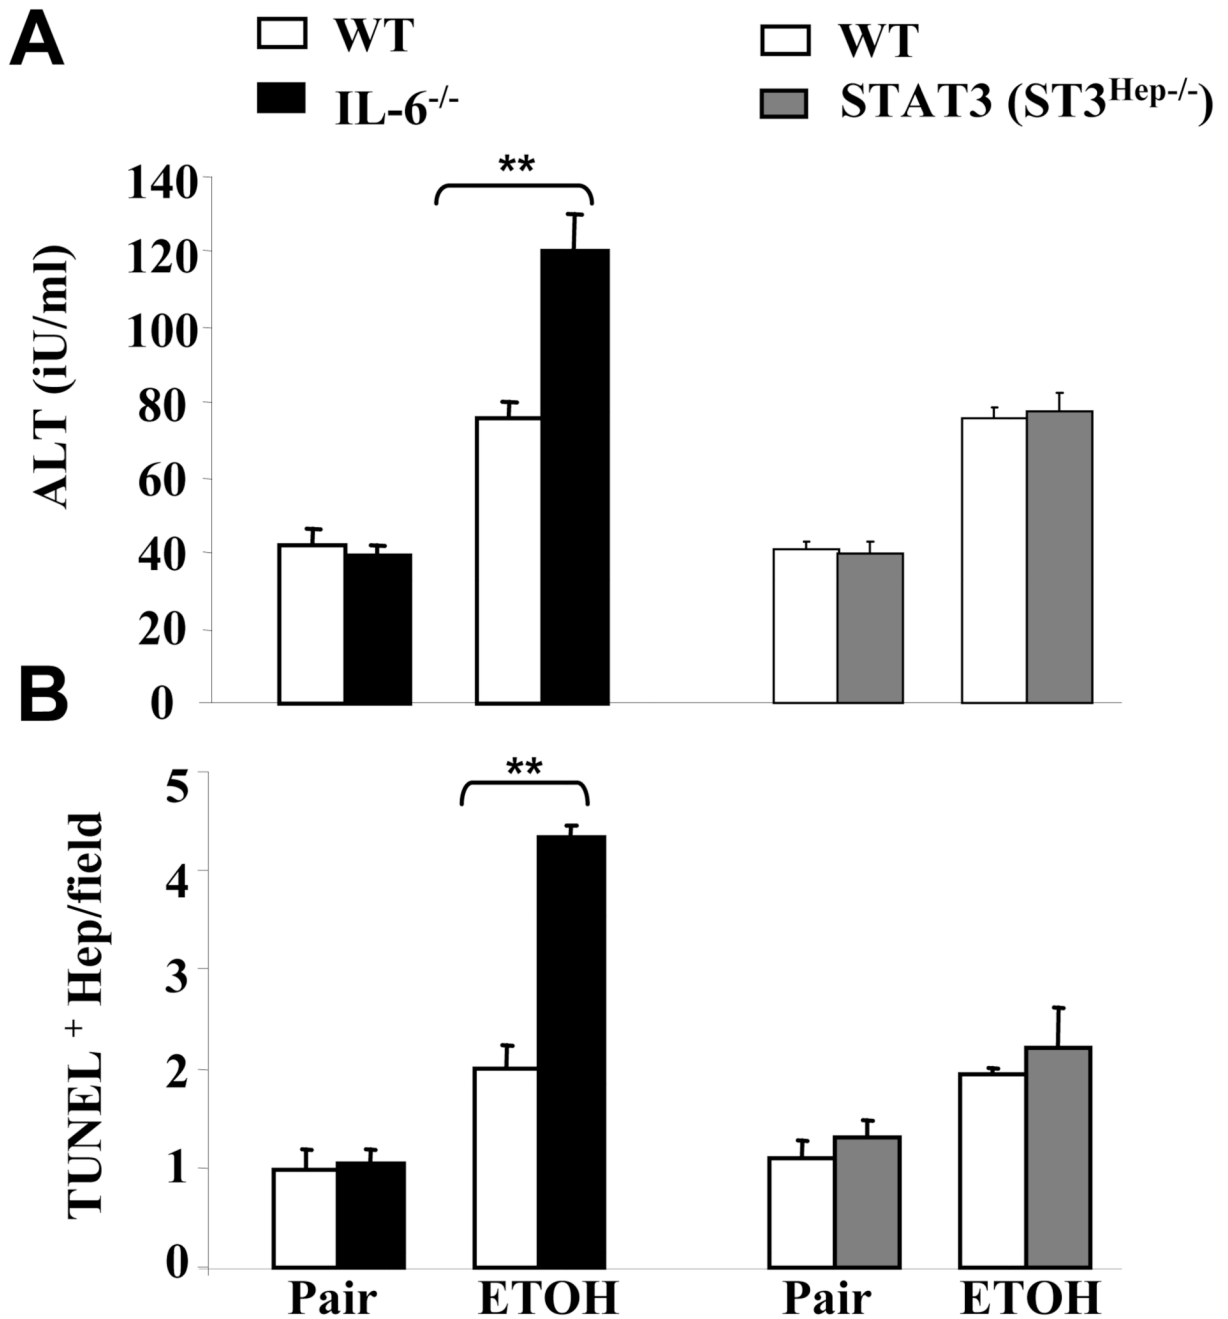 A
WT
IL-6-/-
WT
STAT3 (ST3Hep-/-)
ALT (iU/ml)
140
120
100
80
60
40
20
0
**
B
TUNEL + Hep/field
5
4
3
2
1
0
**
Pair ETOH Pair ETOH